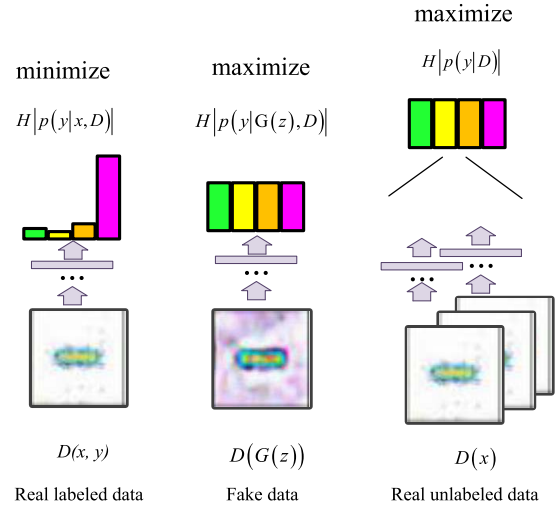 minimize
H|p(y|x,D)|
...
D(x, y)
Real labeled data
maximize
H|p(y|G(z),D)|
...
D(G(z))
Fake data
maximize
H|p(y|D)|
... ...
D(x)
Real unlabeled data